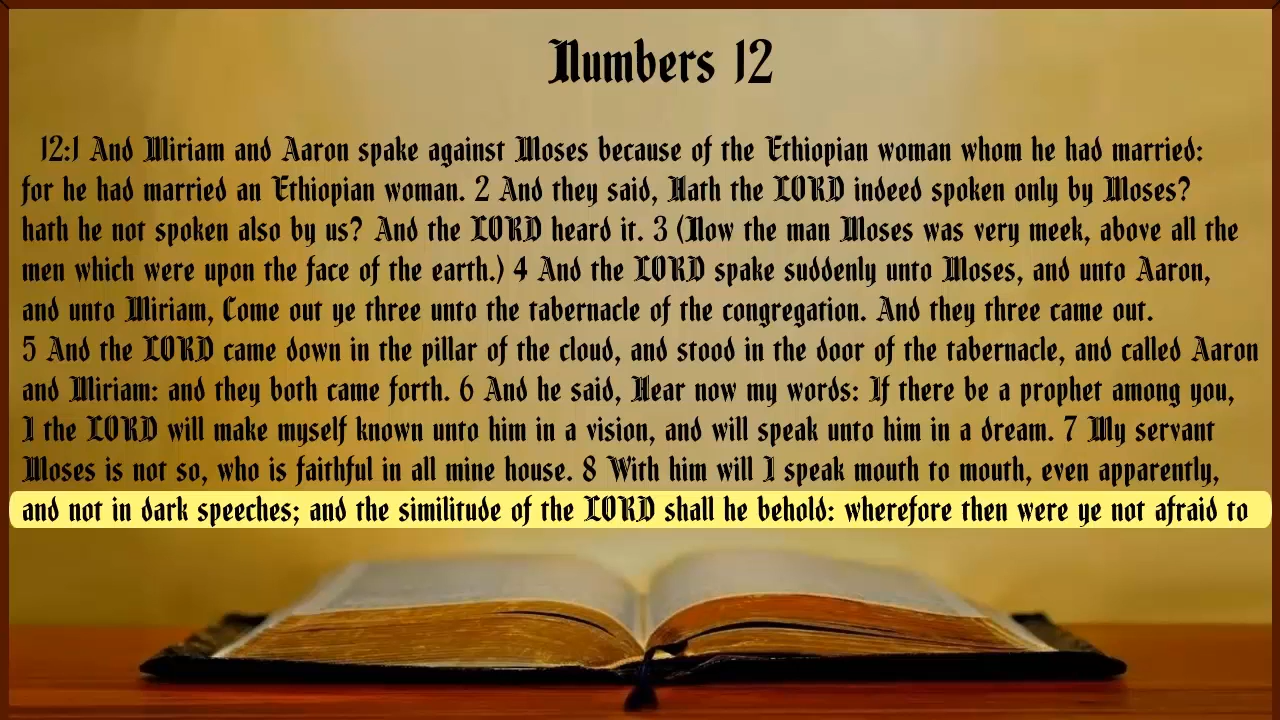 Numbers 12
12:1 And Miriam and Aaron spake against Moses because of the Ethiopian woman whom he had married:
for he had married an Ethiopian woman. 2 And they said, Hath the LORD indeed spoken only by Moses?
hath he not spoken also by us? And the LORD heard it. 3 (Now the man Moses was very meek, above all the
men which were upon the face of the earth.) 4 And the LORD spake suddenly unto Moses, and unto Aaron,
and unto Miriam, Come out ye three unto the tabernacle of the congregation. And they three came out.
5 And the LORD came down in the pillar of the cloud, and stood in the door of the tabernacle, and called Aaron
and Miriam: and they both came forth. 6 And he said, Hear now my words: If there be a prophet among you,
I the LORD will make myself known unto him in a vision, and will speak unto him in a dream. 7 My servant
Moses is not so, who is faithful in all mine house. 8 With him will I speak mouth to mouth, even apparently,
and not in dark speeches; and the similitude of the LORD shall he behold: wherefore then were ye not afraid to